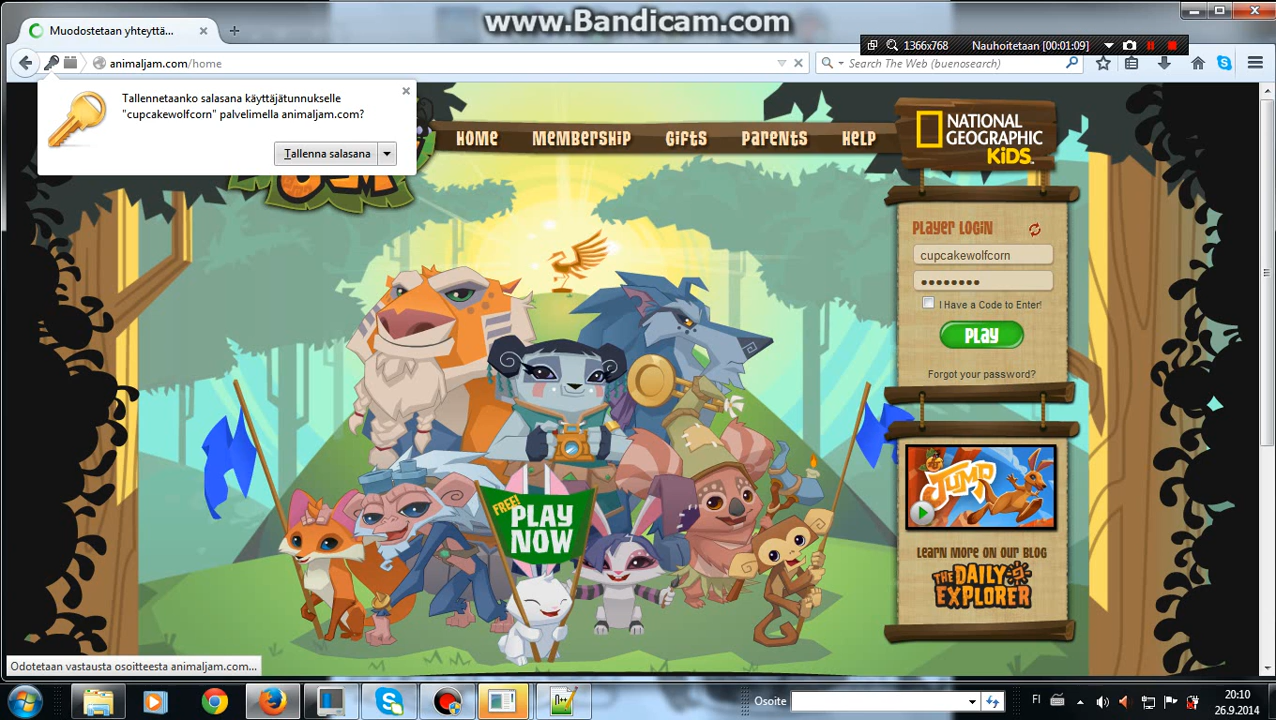 www.Bandicam.com
Muodostetaan yhteyttä...
1366x768
Nauhoitetaan [00:01:09]
animaljam.com/home
Search The Web (buenosearch)
Tallennetaanko salasana käyttäjätunnukselle
"cupcakewolfcorn" palvelimella animaljam.com?
Tallenna salasana
HOME
MEMBERSHIP
GIFTS
PARENTS
HELP
NATIONAL
GEOGRAPHIC
KiDS
PLAYER LOGIN
cupcakewolfcorn
●●●●●●●●
I Have a Code to Enter!
PLAY
Forgot your password?
JUMP
FREE!
PLAY
NOW
LEARN MORE ON OUR BLOG
THE DAILY
EXPLORER
Odotetaan vastausta osoitteesta animaljam.com...
Osoite
FI
20:10
26.9.2014